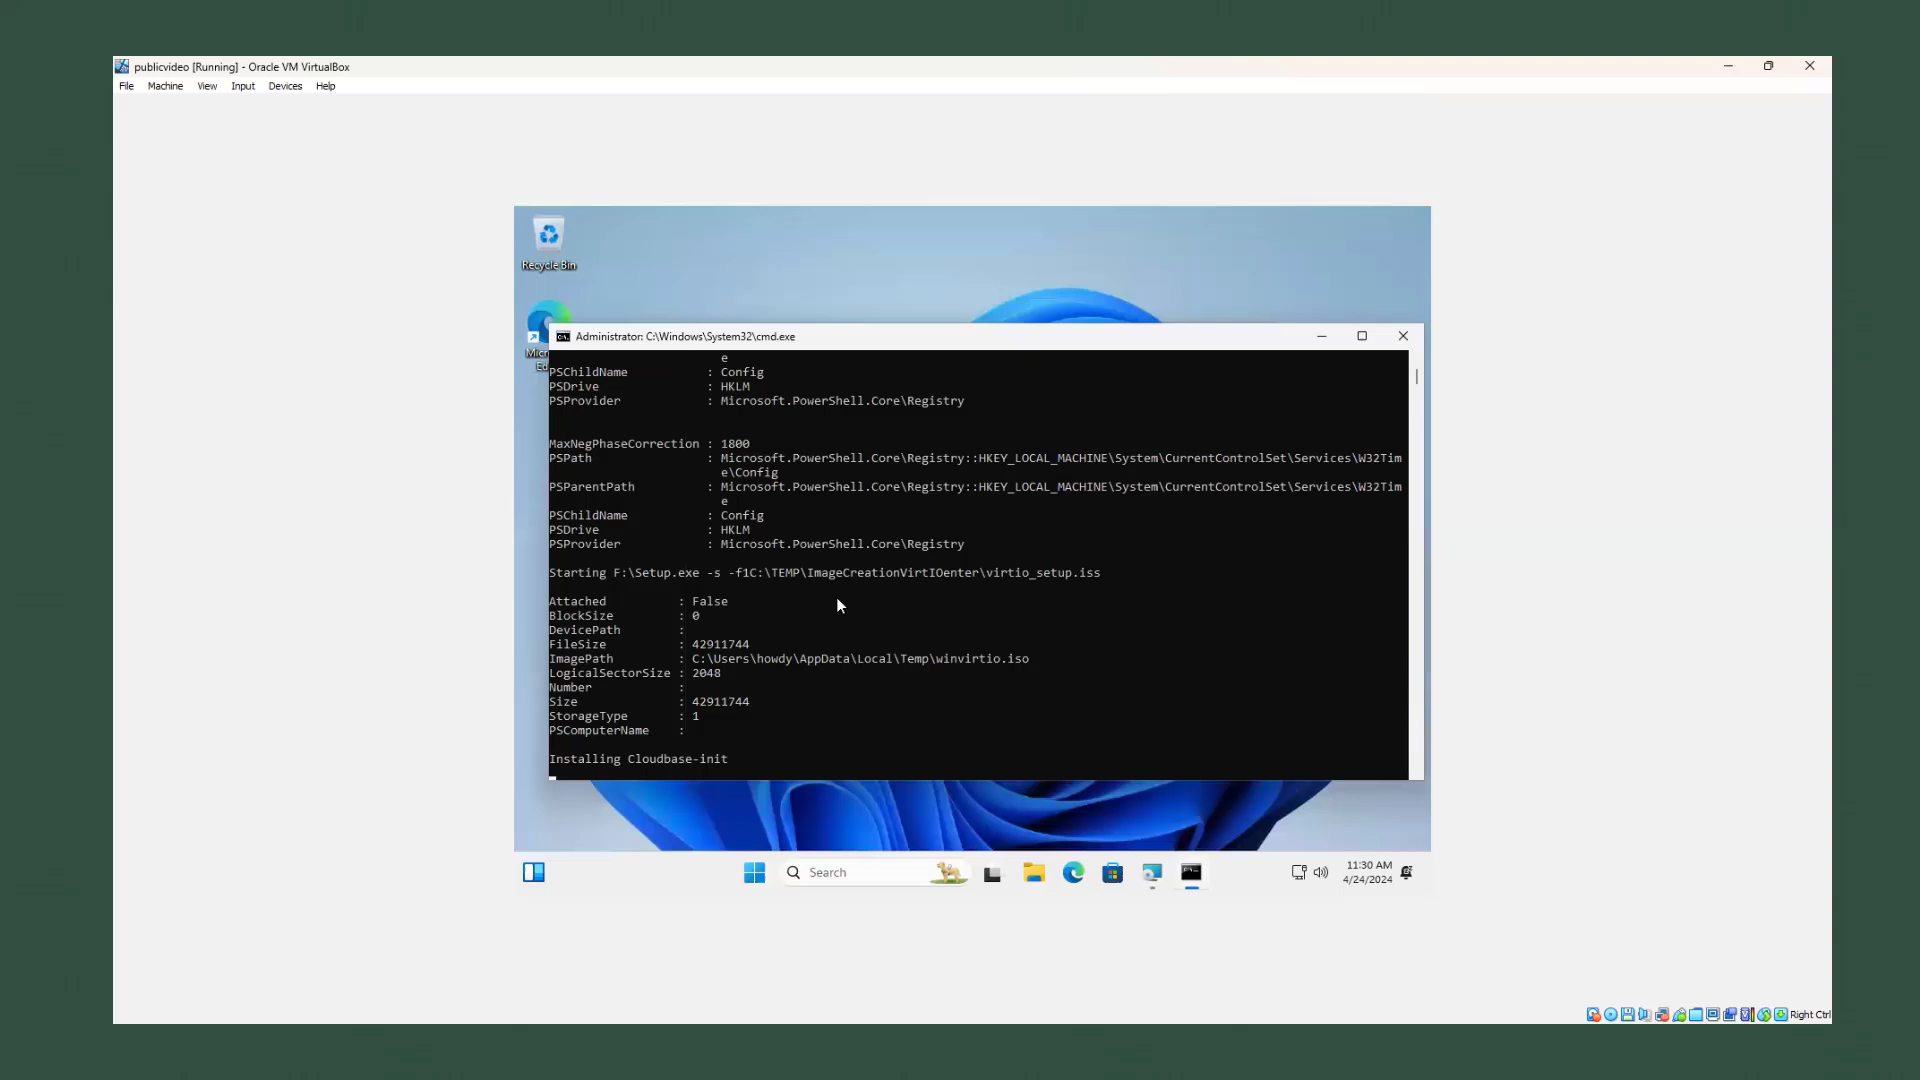 publicvideo [Running] - Oracle VM VirtualBox
File Machine View Input Devices Help
Recycle Bin
Administrator: C:\Windows\System32\cmd.exe
e
PSChildName : Config
PSDrive : HKLM
PSProvider : Microsoft.PowerShell.Core\Registry
MaxNegPhaseCorrection : 1800
PSPath : Microsoft.PowerShell.Core\Registry::HKEY_LOCAL_MACHINE\System\CurrentControlSet\Services\W32Tim
e\Config
PSParentPath : Microsoft.PowerShell.Core\Registry::HKEY_LOCAL_MACHINE\System\CurrentControlSet\Services\W32Tim
e
PSChildName : Config
PSDrive : HKLM
PSProvider : Microsoft.PowerShell.Core\Registry
Starting F:\Setup.exe -s -f1C:\TEMP\ImageCreationVirtIOenter\virtio_setup.iss
Attached : False
BlockSize : 0
DevicePath :
FileSize : 42911744
ImagePath : C:\Users\howdy\AppData\Local\Temp\winvirtio.iso
LogicalSectorSize : 2048
Number :
Size : 42911744
StorageType : 1
PSComputerName :
Installing Cloudbase-init
Search
11:30 AM
4/24/2024
Right Ctrl